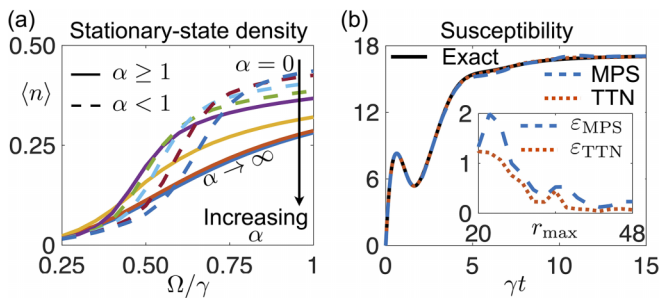 (a) Stationary-state density
0.50
⟨n⟩
0.25
0
α ≥ 1
α < 1
α = 0
α → ∞
Increasing
α
0.25 0.50 0.75 1
Ω/γ
(b) Susceptibility
18
12
6
0
Exact
MPS
TTN
2
1
0
ε_MPS
ε_TTN
20 r_max 48
0 5 10 15
γt